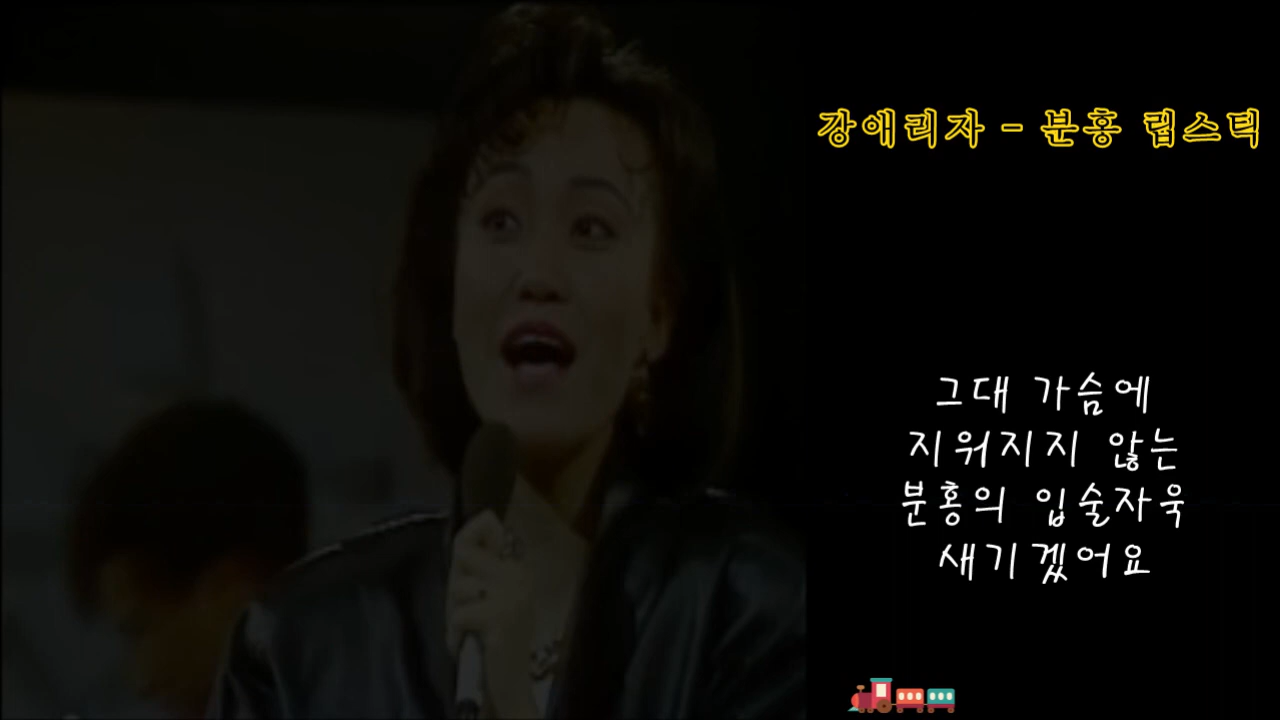 강애리자 - 분홍 립스틱
그대 가슴에
지워지지 않는
분홍의 입술자욱
새기겠어요